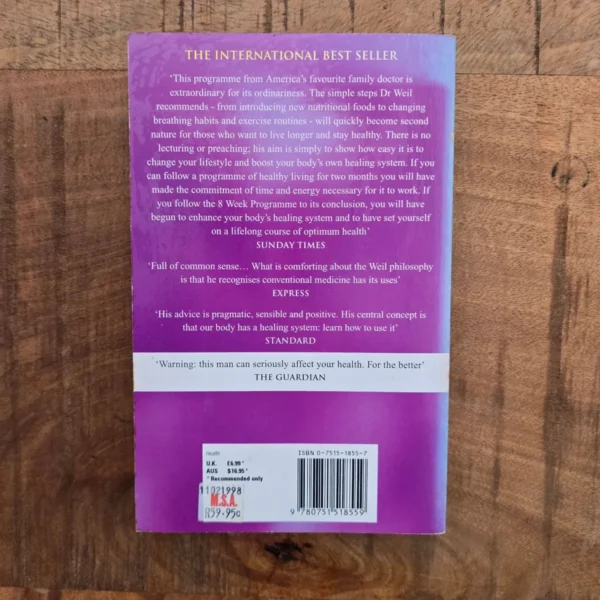 THE INTERNATIONAL BEST SELLER
‘This programme from America’s favourite family doctor is
extraordinary for its ordinariness. The simple steps Dr Weil
recommends - from introducing new nutritional foods to changing
breathing habits and exercise routines - will quickly become second
nature for those who want to live longer and stay healthy. There is no
lecturing or preaching; his aim is simply to show how easy it is to
change your lifestyle and boost your body’s own healing system. If you
can follow a programme of healthy living for two months you will have
made the commitment of time and energy necessary for it to work. If
you follow the 8 Week Programme to its conclusion, you will have
begun to enhance your body’s healing system and to have set yourself
on a lifelong course of optimum health’
SUNDAY TIMES
‘Full of common sense… What is comforting about the Weil philosophy
is that he recognises conventional medicine has its uses’
EXPRESS
‘His advice is pragmatic, sensible and positive. His central concept is
that our body has a healing system: learn how to use it’
STANDARD
‘Warning: this man can seriously affect your health. For the better’
THE GUARDIAN
Health
U.K. £6.99*
AUS $16.95*
* Recommended only
11021998
M.S.A.
R59.95
ISBN 0-7515-1855-7
9 780751 518559